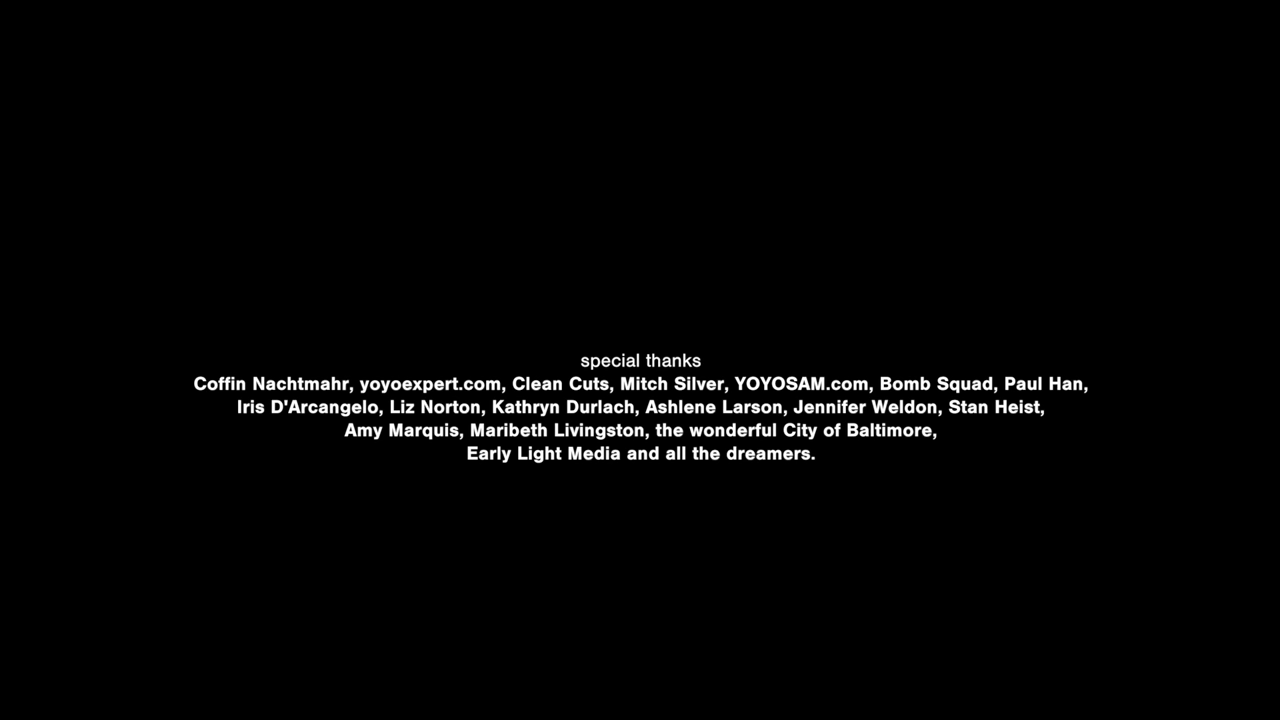 special thanks
Coffin Nachtmahr, yoyoexpert.com, Clean Cuts, Mitch Silver, YOYOSAM.com, Bomb Squad, Paul Han,
Iris D'Arcangelo, Liz Norton, Kathryn Durlach, Ashlene Larson, Jennifer Weldon, Stan Heist,
Amy Marquis, Maribeth Livingston, the wonderful City of Baltimore,
Early Light Media and all the dreamers.